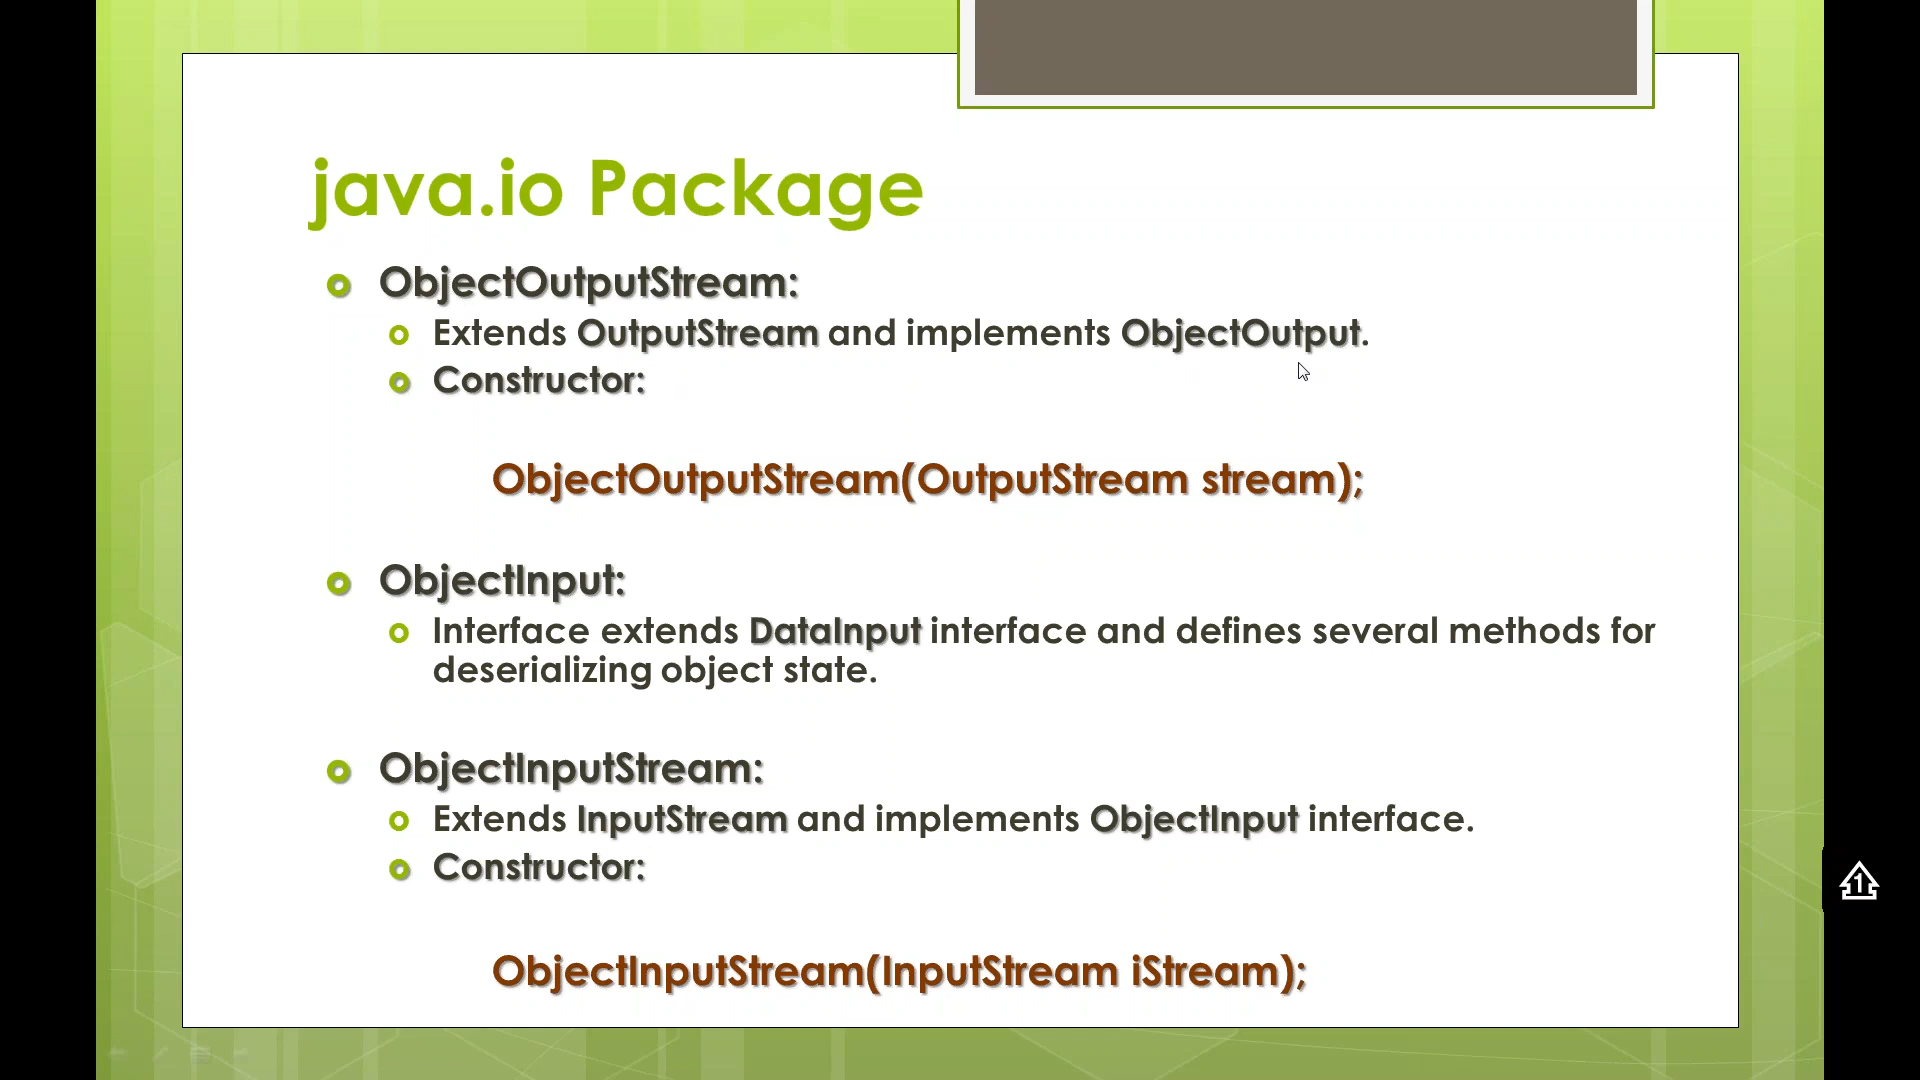 java.io Package
ObjectOutputStream:
Extends OutputStream and implements ObjectOutput.
Constructor:
ObjectOutputStream(OutputStream stream);
ObjectInput:
Interface extends DataInput interface and defines several methods for
deserializing object state.
ObjectInputStream:
Extends InputStream and implements ObjectInput interface.
Constructor:
ObjectInputStream(InputStream iStream);
1